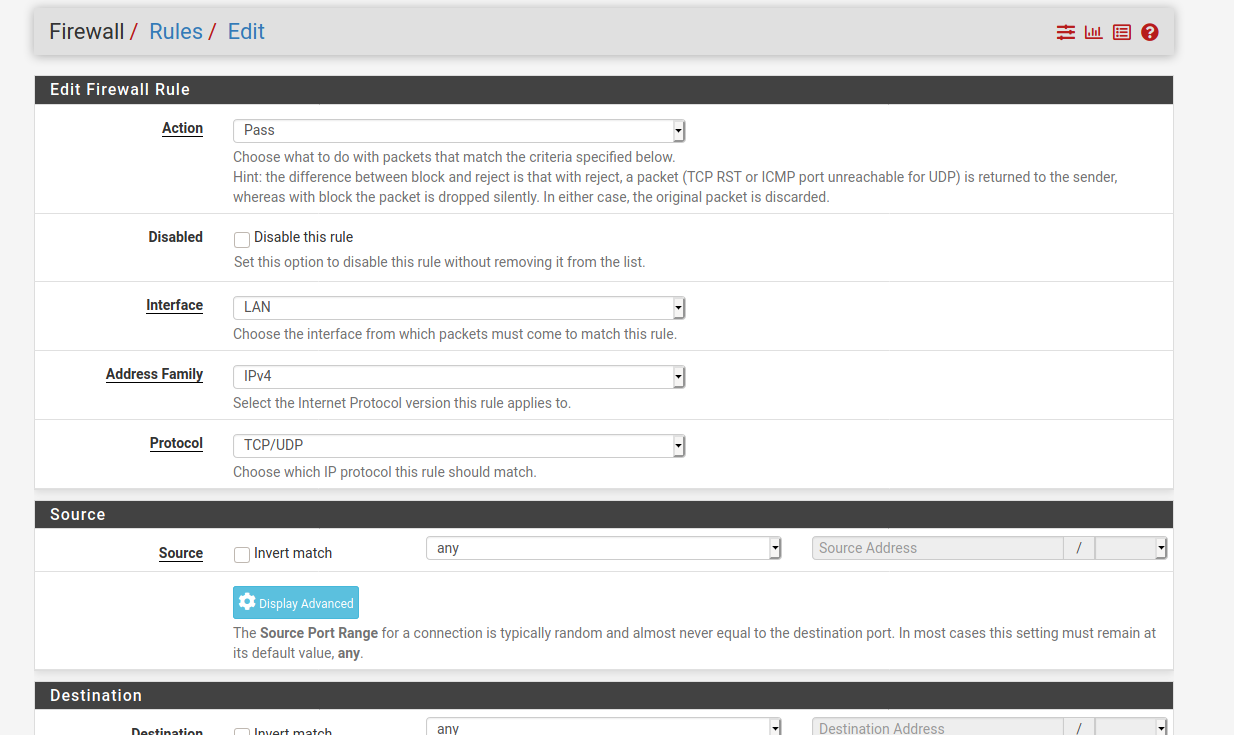 Firewall / Rules / Edit
Edit Firewall Rule
Action Pass
Choose what to do with packets that match the criteria specified below.
Hint: the difference between block and reject is that with reject, a packet (TCP RST or ICMP port unreachable for UDP) is returned to the sender,
whereas with block the packet is dropped silently. In either case, the original packet is discarded.
Disabled Disable this rule
Set this option to disable this rule without removing it from the list.
Interface LAN
Choose the interface from which packets must come to match this rule.
Address Family IPv4
Select the Internet Protocol version this rule applies to.
Protocol TCP/UDP
Choose which IP protocol this rule should match.
Source
Source Invert match any Source Address /
Display Advanced
The Source Port Range for a connection is typically random and almost never equal to the destination port. In most cases this setting must remain at
its default value, any.
Destination
Destination Invert match any Destination Address /